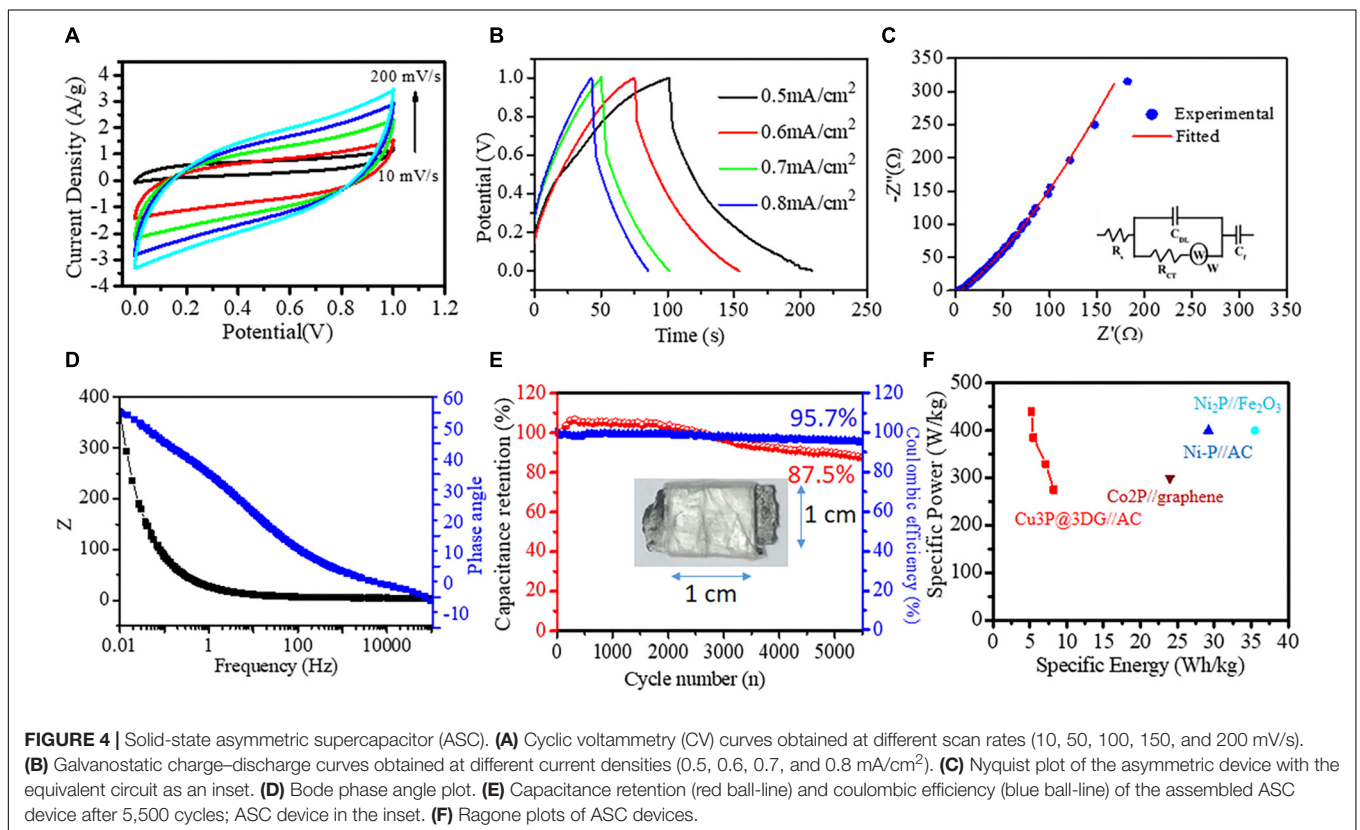 A
Current Density (A/g)
4
3
2
1
0
-1
-2
-3
-4
200 mV/s
10 mV/s
0.0 0.2 0.4 0.6 0.8 1.0 1.2
Potential(V)
B
Potential (V)
1.0
0.8
0.6
0.4
0.2
0.0
0.5mA/cm²
0.6mA/cm²
0.7mA/cm²
0.8mA/cm²
0 50 100 150 200 250
Time (s)
C
-Z''(Ω)
350
300
250
200
150
100
50
0
Experimental
Fitted
C_DL
R_s
R_CT
W
W
C_f
0 50 100 150 200 250 300 350
Z'(Ω)
D
Z
400
300
200
100
0
60
50
40
30
20
10
0
-10
Phase angle
0.01 1 100 10000
Frequency (Hz)
E
Capacitance retention (%)
120
100
80
60
40
20
0
95.7%
87.5%
1 cm
1 cm
120
100
80
60
40
20
0
Coulombic efficiency (%)
0 1000 2000 3000 4000 5000
Cycle number (n)
F
Specific Power (W/kg)
500
400
300
200
100
0
Ni₂P//Fe₂O₃
Ni-P//AC
Co2P//graphene
Cu3P@3DG//AC
0 5 10 15 20 25 30 35 40
Specific Energy (Wh/kg)
FIGURE 4 | Solid-state asymmetric supercapacitor (ASC). (A) Cyclic voltammetry (CV) curves obtained at different scan rates (10, 50, 100, 150, and 200 mV/s).
(B) Galvanostatic charge–discharge curves obtained at different current densities (0.5, 0.6, 0.7, and 0.8 mA/cm²). (C) Nyquist plot of the asymmetric device with the
equivalent circuit as an inset. (D) Bode phase angle plot. (E) Capacitance retention (red ball-line) and coulombic efficiency (blue ball-line) of the assembled ASC
device after 5,500 cycles; ASC device in the inset. (F) Ragone plots of ASC devices.